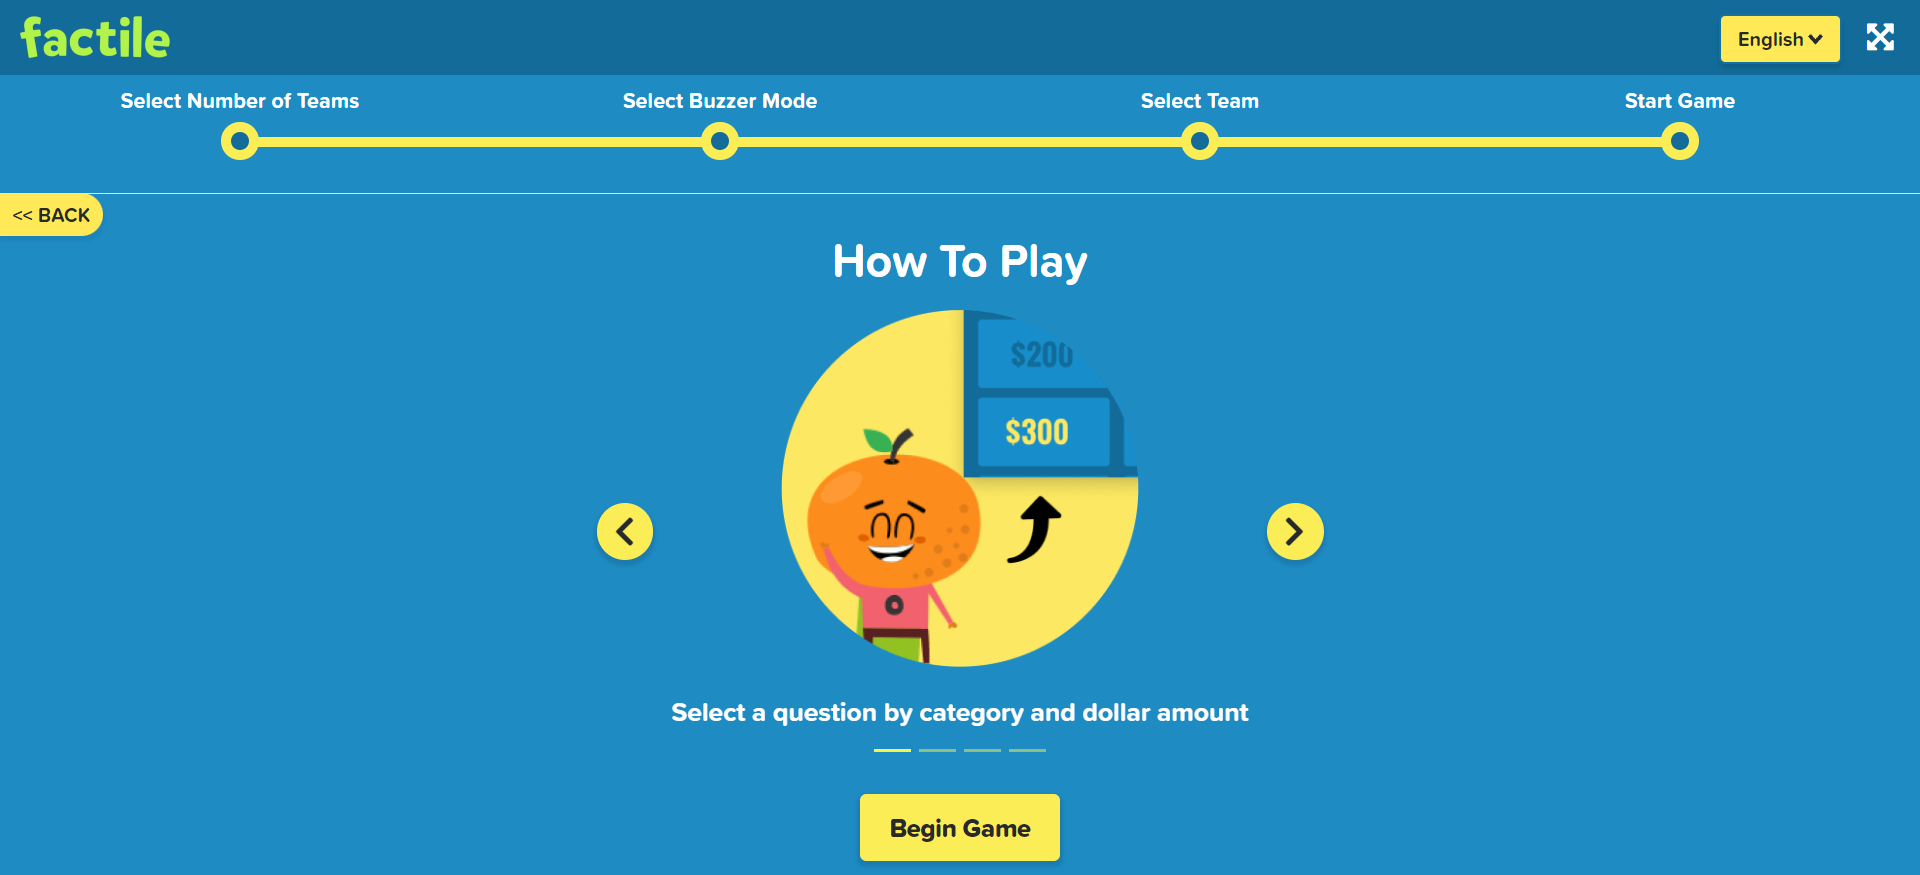 factile
English
Select Number of Teams
Select Buzzer Mode
Select Team
Start Game
<< BACK
How To Play
$200
$300
Select a question by category and dollar amount
Begin Game